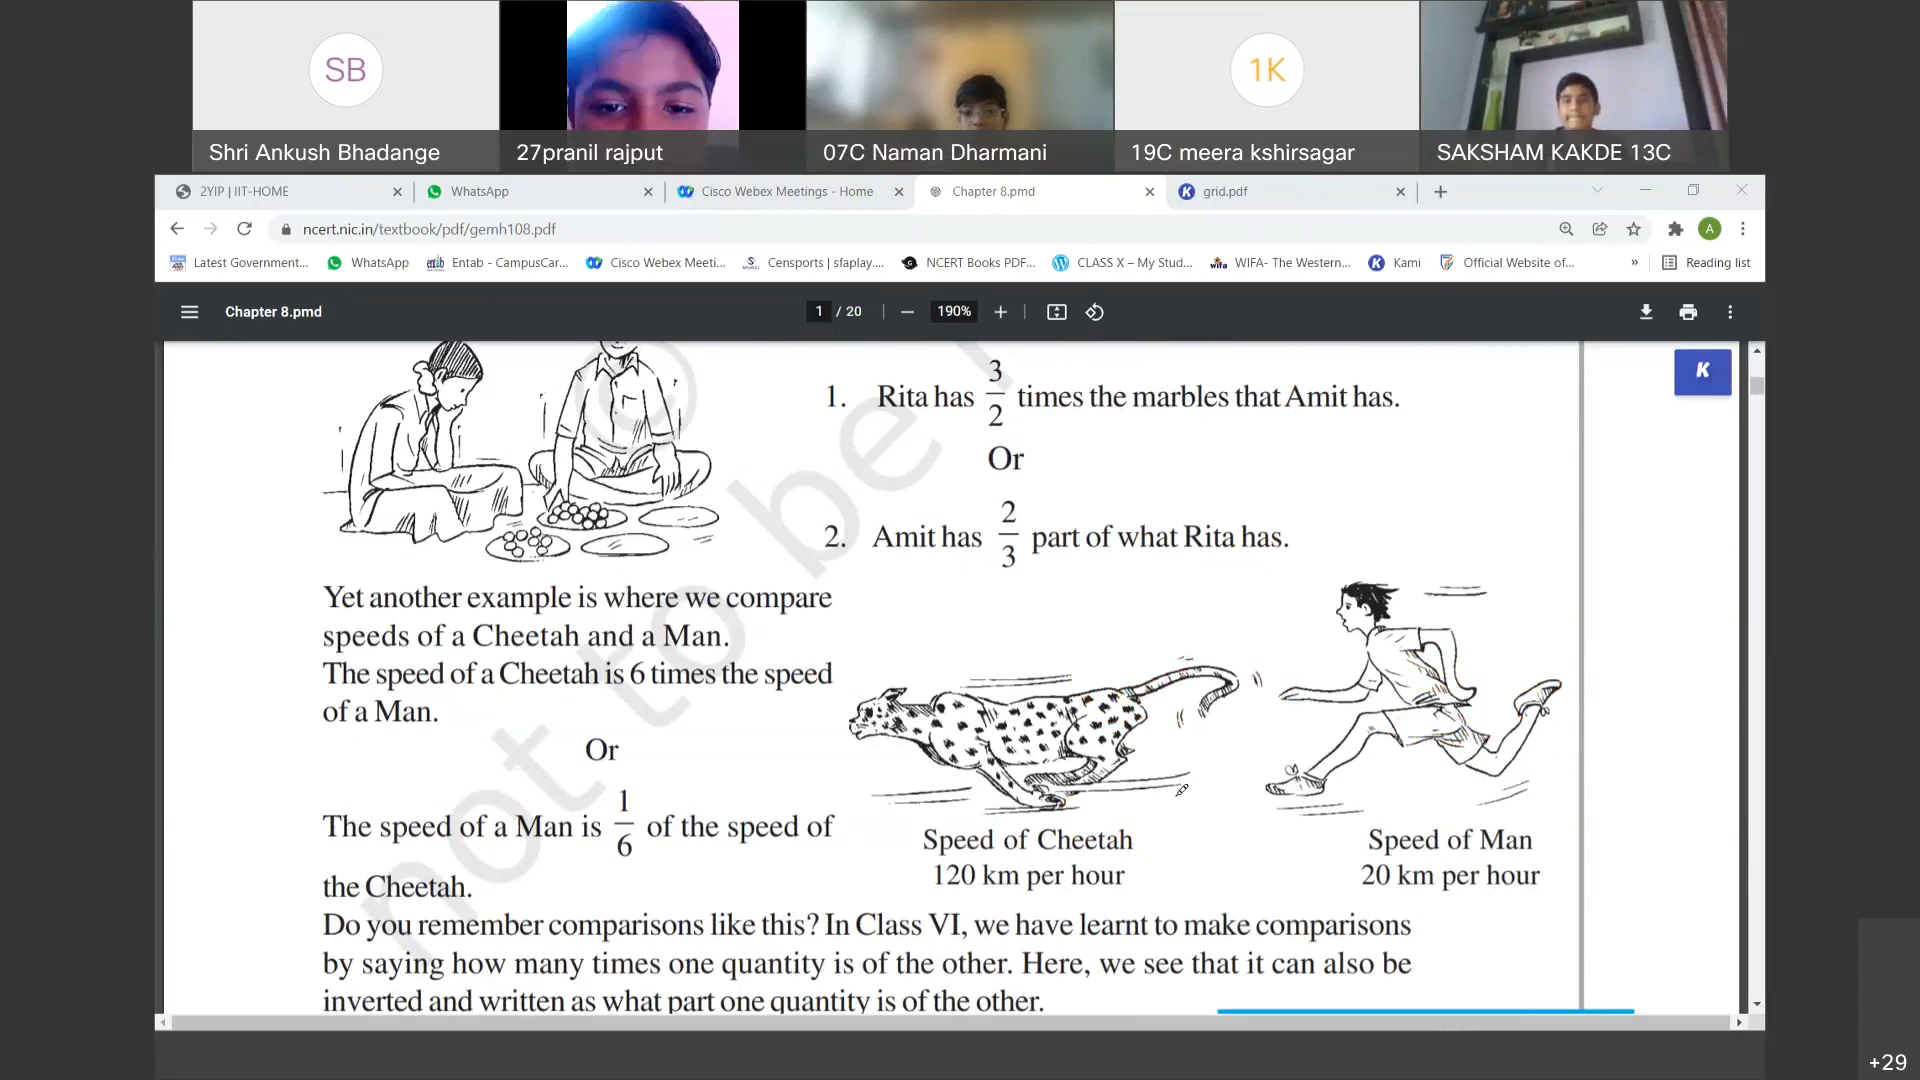 SB
1K
Shri Ankush Bhadange
27pranil rajput
07C Naman Dharmani
19C meera kshirsagar
SAKSHAM KAKDE 13C
2YIP | IIT-HOME
WhatsApp
Cisco Webex Meetings - Home
Chapter 8.pmd
grid.pdf
ncert.nic.in/textbook/pdf/gemh108.pdf
A
Latest Government...
WhatsApp
Entab - CampusCar...
Cisco Webex Meeti...
Censports | sfaplay....
NCERT Books PDF...
CLASS X – My Stud...
WIFA- The Western...
Kami
Official Website of...
»
Reading list
Chapter 8.pmd
1 / 20
190%
K
1. Rita has 3/2 times the marbles that Amit has.
Or
2. Amit has 2/3 part of what Rita has.
Yet another example is where we compare
speeds of a Cheetah and a Man.
The speed of a Cheetah is 6 times the speed
of a Man.
Or
The speed of a Man is 1/6 of the speed of
the Cheetah.
Speed of Cheetah
120 km per hour
Speed of Man
20 km per hour
Do you remember comparisons like this? In Class VI, we have learnt to make comparisons
by saying how many times one quantity is of the other. Here, we see that it can also be
inverted and written as what part one quantity is of the other.
not to be r
+29